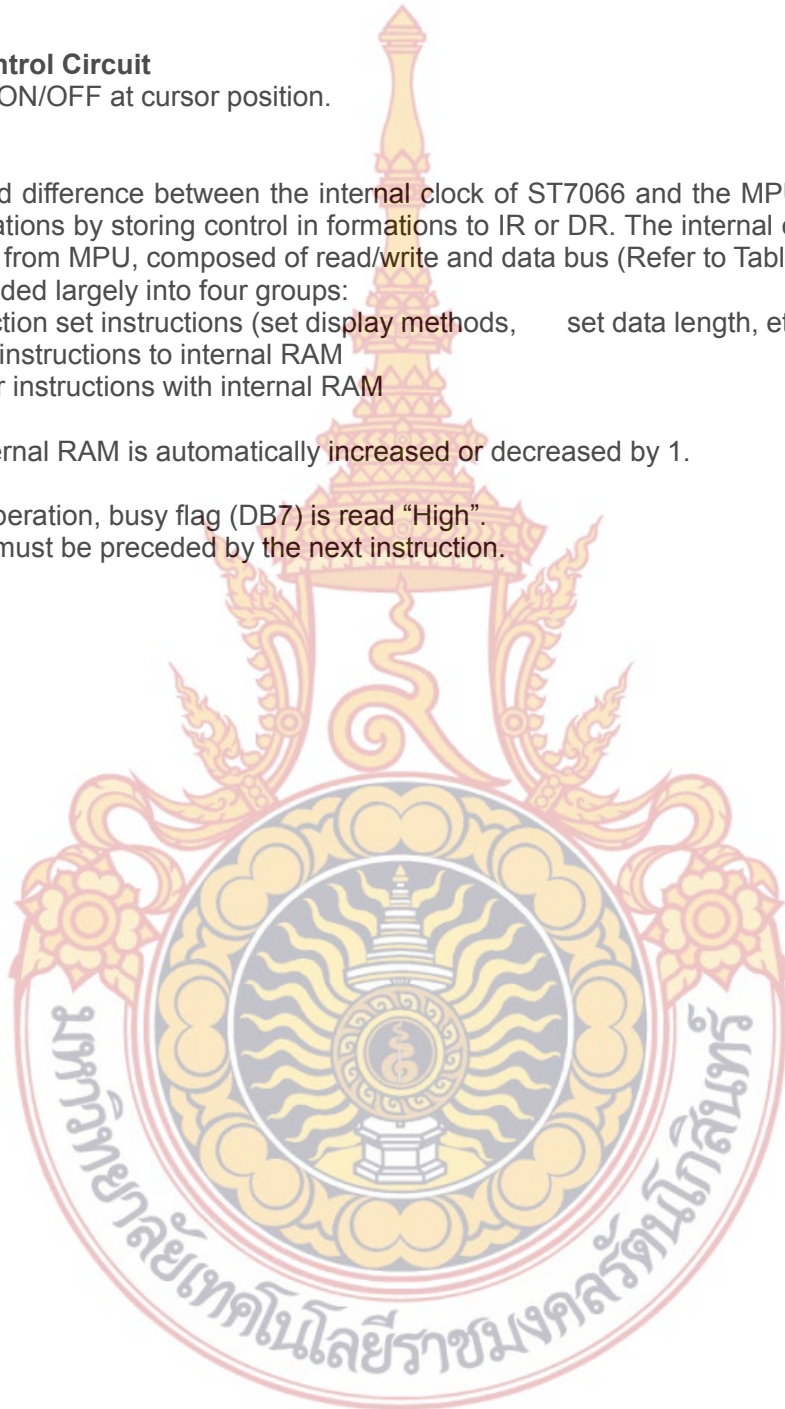 ntrol Circuit
ON/OFF at cursor position.
d difference between the internal clock of ST7066 and the MPU
ations by storing control in formations to IR or DR. The internal
from MPU, composed of read/write and data bus (Refer to Tabl
ded largely into four groups:
ction set instructions (set display methods, set data length, et
instructions to internal RAM
r instructions with internal RAM
ernal RAM is automatically increased or decreased by 1.
peration, busy flag (DB7) is read “High”.
must be preceded by the next instruction.
มหาวิทยาลัยเทคโนโลยีราชมงคลรัตนโกสินทร์